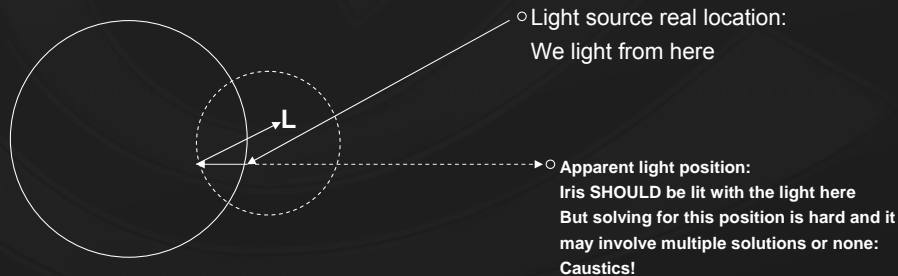 Light source real location:
We light from here
L
Apparent light position:
Iris SHOULD be lit with the light here
But solving for this position is hard and it
may involve multiple solutions or none:
Caustics!